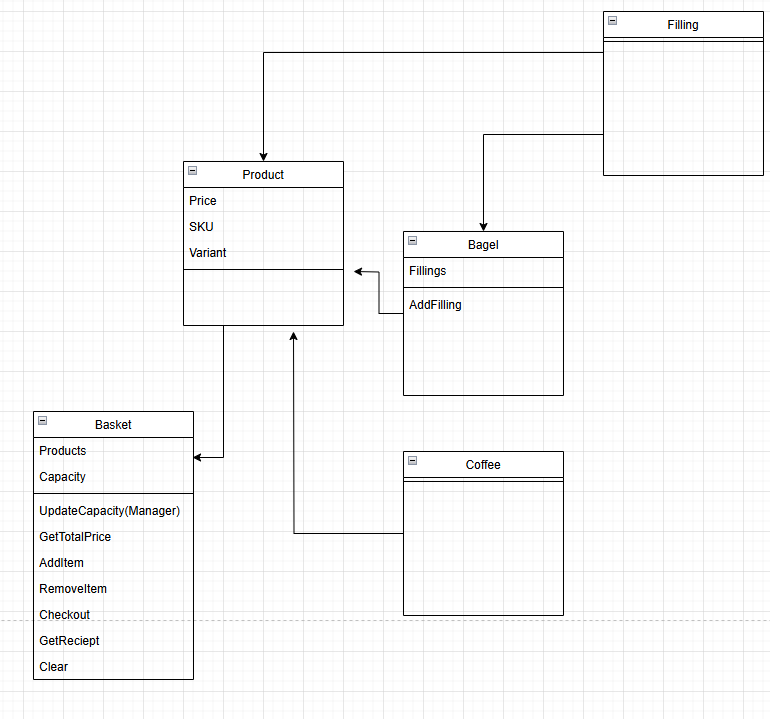 Filling
Product
Price
SKU
Variant
Bagel
Fillings
AddFilling
Basket
Products
Capacity
UpdateCapacity(Manager)
GetTotalPrice
AddItem
RemoveItem
Checkout
GetReciept
Clear
Coffee